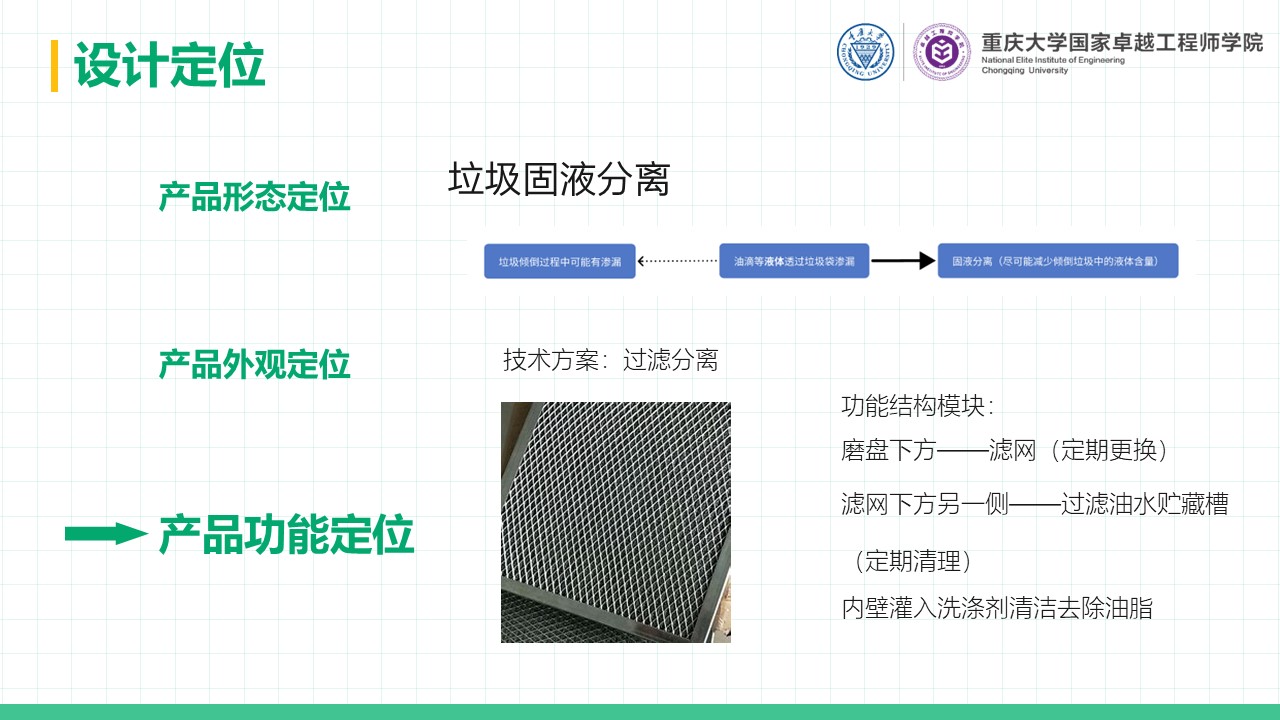 设计定位
重庆大学国家卓越工程师学院
National Elite Institute of Engineering
Chongqing University
产品形态定位
垃圾固液分离
垃圾倾倒过程中可能有渗漏
油滴等液体透过垃圾袋渗漏
固液分离（尽可能减少倾倒垃圾中的液体含量）
产品外观定位
技术方案：过滤分离
功能结构模块：
磨盘下方——滤网（定期更换）
滤网下方另一侧——过滤油水贮藏槽
（定期清理）
内壁灌入洗涤剂清洁去除油脂
产品功能定位